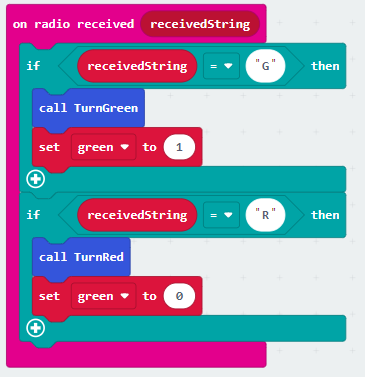 on radio received receivedString
if receivedString = "G" then
call TurnGreen
set green to 1
if receivedString = "R" then
call TurnRed
set green to 0